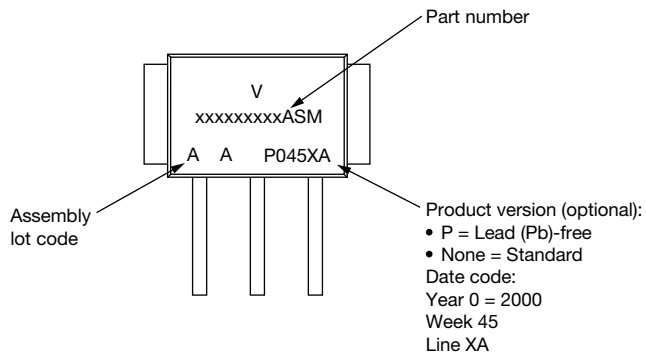 Part number
V
xxxxxxxxxASM
A A P045XA
Assembly
lot code
Product version (optional):
• P = Lead (Pb)-free
• None = Standard
Date code:
Year 0 = 2000
Week 45
Line XA